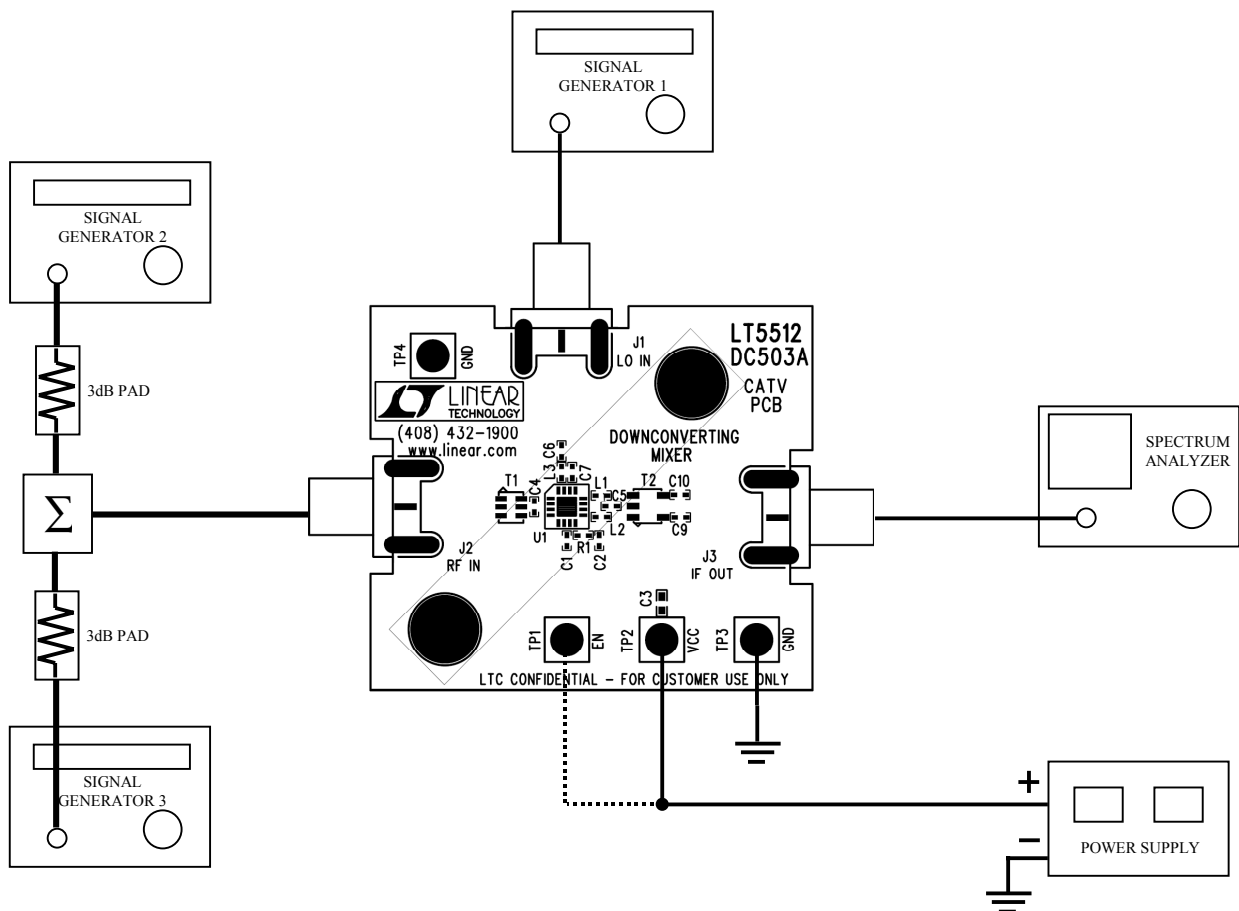 SIGNAL
GENERATOR 1
SIGNAL
GENERATOR 2
3dB PAD
Σ
3dB PAD
SIGNAL
GENERATOR 3
TP4
GND
J1
LO IN
LT5512
DC503A
CATV
PCB
LINEAR
TECHNOLOGY
(408) 432-1900
www.linear.com
DOWNCONVERTING
MIXER
C6
L3
C7
T1
C4
L1
C5
T2
C10
U1
L2
C9
C1
R1
C2
J2
RF IN
J3
IF OUT
C3
TP1
EN
TP2
VCC
TP3
GND
LTC CONFIDENTIAL – FOR CUSTOMER USE ONLY
SPECTRUM
ANALYZER
+
–
POWER SUPPLY